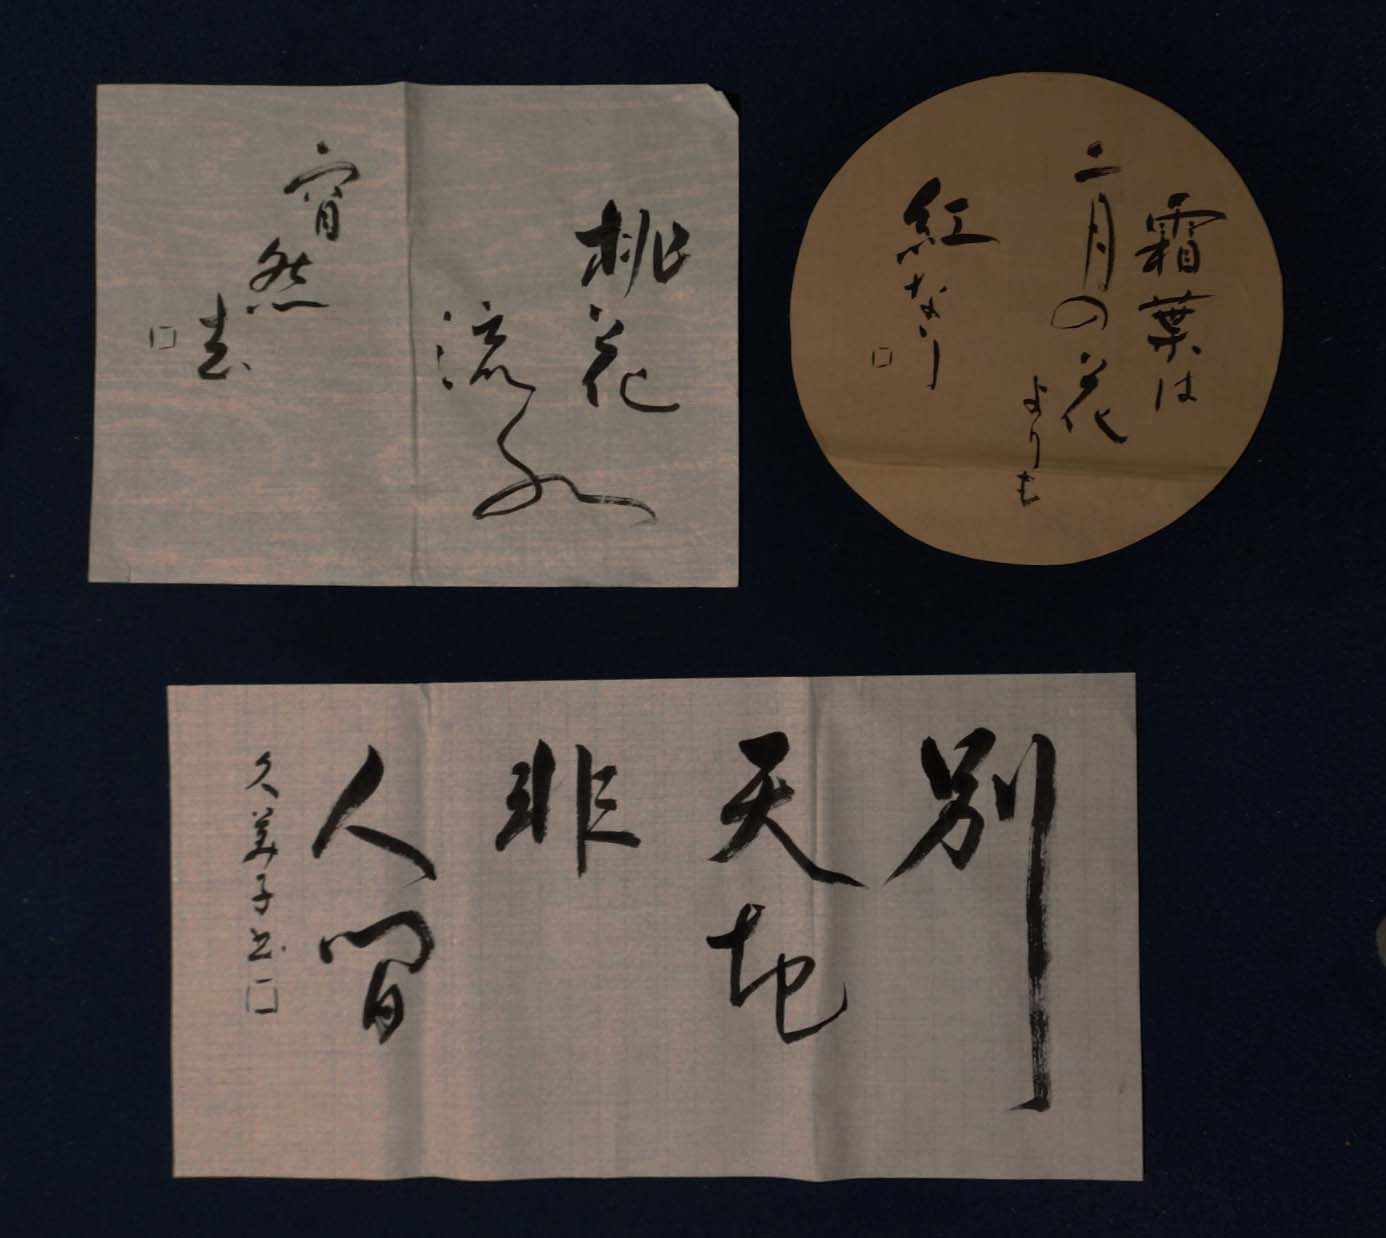 桃花
流水
窅然
去
霜葉は
二月の花
よりも
紅なり
別
天地
非
人間
久美子書